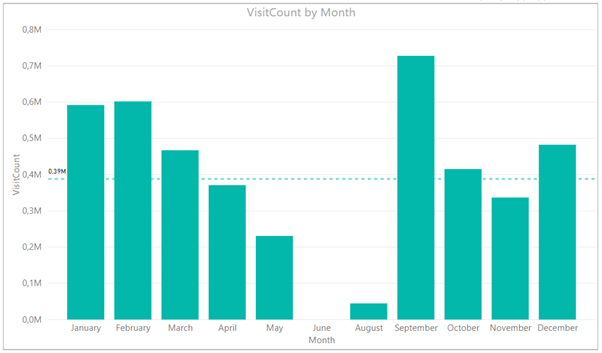 VisitCount by Month
0,8M
0,7M
0,6M
0,5M
0,4M
0,3M
0,2M
0,1M
0,0M
VisitCount
0.39M
January February March April May June August September October November December
Month